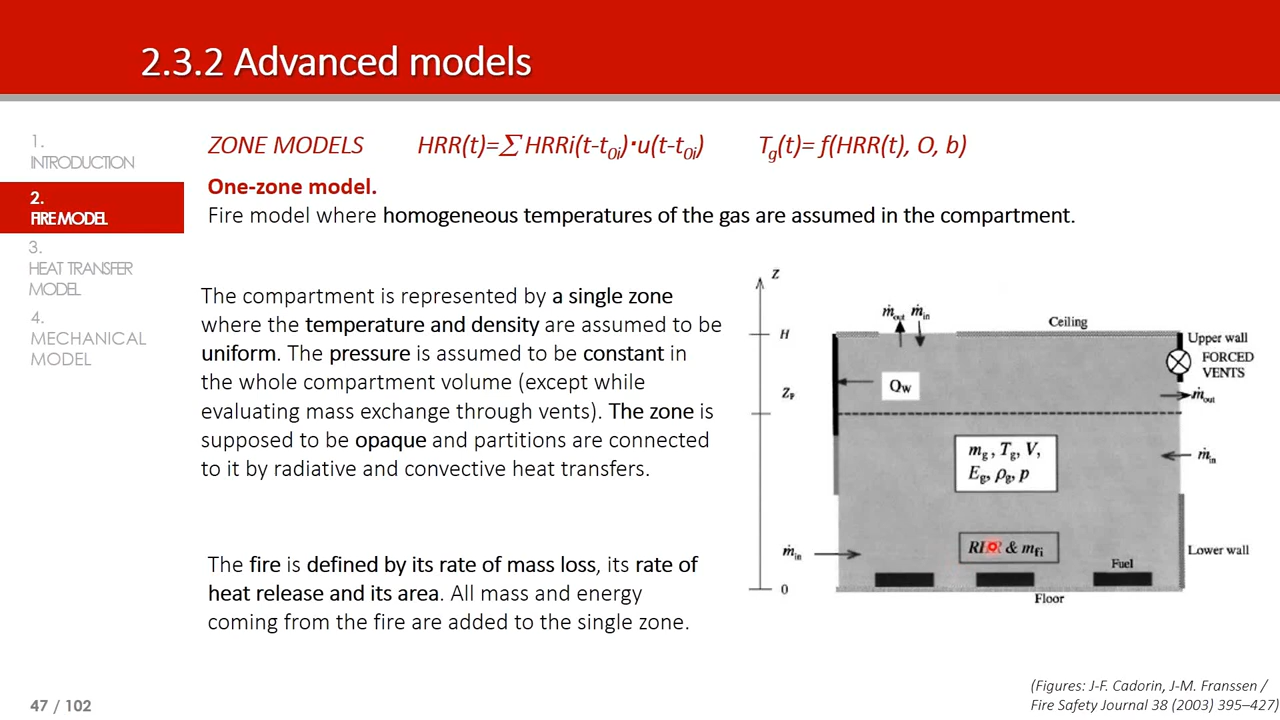 2.3.2 Advanced models
1.
INTRODUCTION
2.
FIRE MODEL
3.
HEAT TRANSFER
MODEL
4.
MECHANICAL
MODEL
ZONE MODELS HRR(t)=∑HRRi(t-t0i)·u(t-t0i) Tg(t)= f(HRR(t), O, b)
One-zone model.
Fire model where homogeneous temperatures of the gas are assumed in the compartment.
The compartment is represented by a single zone
where the temperature and density are assumed to be
uniform. The pressure is assumed to be constant in
the whole compartment volume (except while
evaluating mass exchange through vents). The zone is
supposed to be opaque and partitions are connected
to it by radiative and convective heat transfers.
The fire is defined by its rate of mass loss, its rate of
heat release and its area. All mass and energy
coming from the fire are added to the single zone.
Z
H
ZP
0
ṁout ṁin
Ceiling
Upper wall
FORCED
VENTS
QW
ṁout
mg, Tg, V,
Eg, ρg, p
ṁin
ṁin
& mfi
Fuel
Lower wall
Floor
(Figures: J-F. Cadorin, J-M. Franssen /
Fire Safety Journal 38 (2003) 395–427)
47 / 102